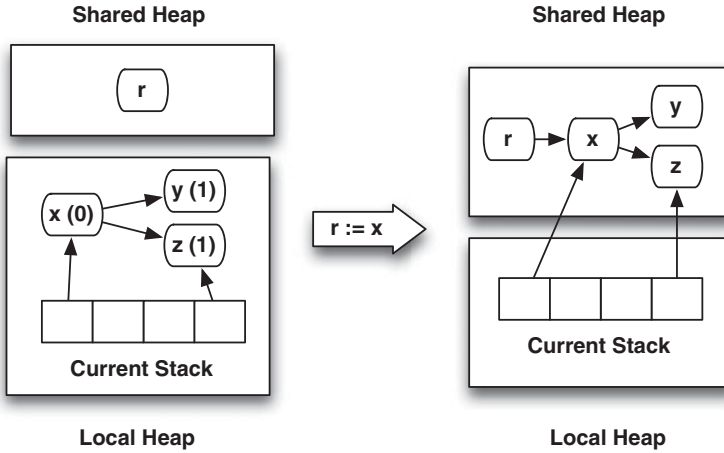 Shared Heap
r
x (0)
y (1)
z (1)
Current Stack
Local Heap
r := x
Shared Heap
r
x
y
z
Current Stack
Local Heap